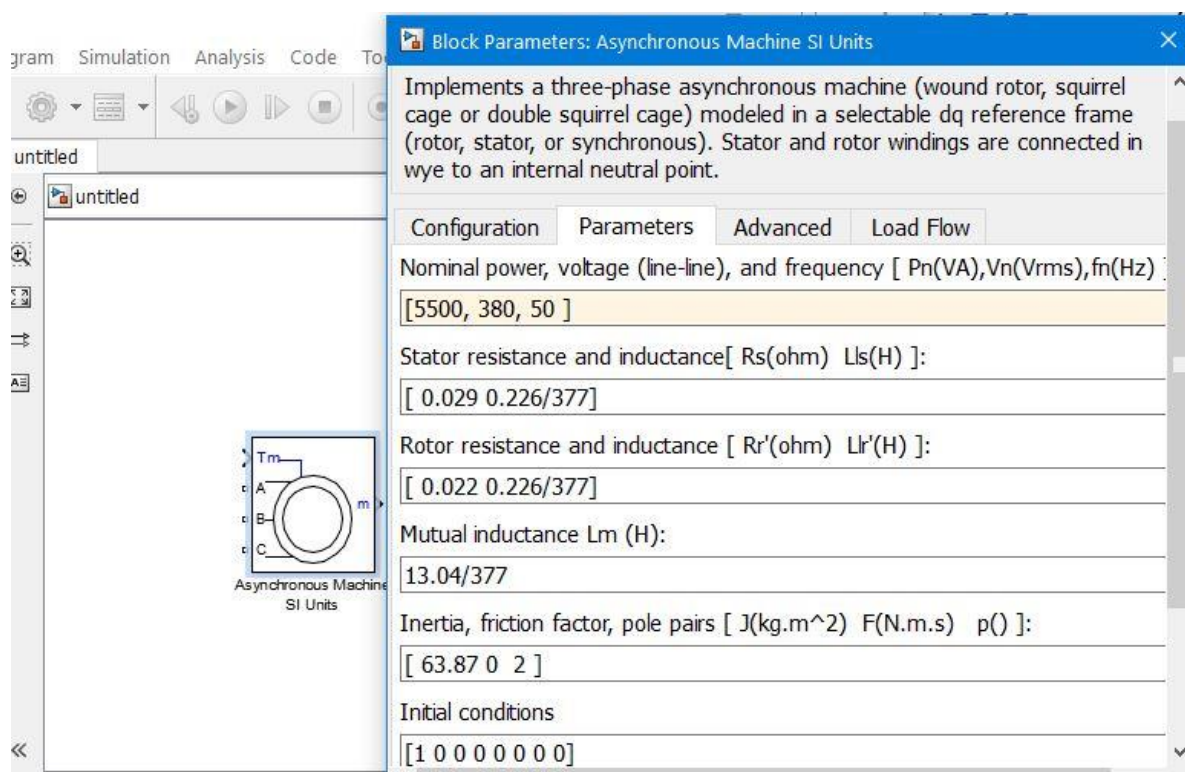 gram Simulation Analysis Code To
untitled
untitled
Tm
A
B
C
m
Asynchronous Machine
SI Units
Block Parameters: Asynchronous Machine SI Units
Implements a three-phase asynchronous machine (wound rotor, squirrel
cage or double squirrel cage) modeled in a selectable dq reference frame
(rotor, stator, or synchronous). Stator and rotor windings are connected in
wye to an internal neutral point.
Configuration Parameters Advanced Load Flow
Nominal power, voltage (line-line), and frequency [ Pn(VA),Vn(Vrms),fn(Hz) ]
[5500, 380, 50 ]
Stator resistance and inductance[ Rs(ohm) Lls(H) ]:
[ 0.029 0.226/377]
Rotor resistance and inductance [ Rr'(ohm) Llr'(H) ]:
[ 0.022 0.226/377]
Mutual inductance Lm (H):
13.04/377
Inertia, friction factor, pole pairs [ J(kg.m^2) F(N.m.s) p() ]:
[ 63.87 0 2 ]
Initial conditions
[1 0 0 0 0 0 0 0]